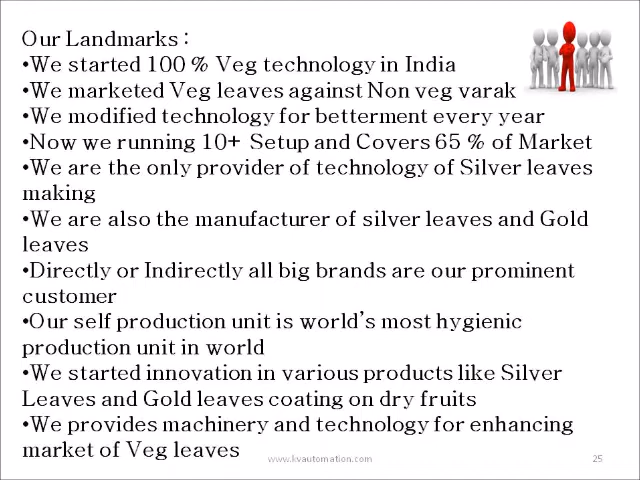 Our Landmarks :
•We started 100 % Veg technology in India
•We marketed Veg leaves against Non veg varak
•We modified technology for betterment every year
•Now we running 10+ Setup and Covers 65 % of Market
•We are the only provider of technology of Silver leaves
making
•We are also the manufacturer of silver leaves and Gold
leaves
•Directly or Indirectly all big brands are our prominent
customer
•Our self production unit is world's most hygienic
production unit in world
•We started innovation in various products like Silver
Leaves and Gold leaves coating on dry fruits
•We provides machinery and technology for enhancing
market of Veg leaves
www.kvautomation.com
25